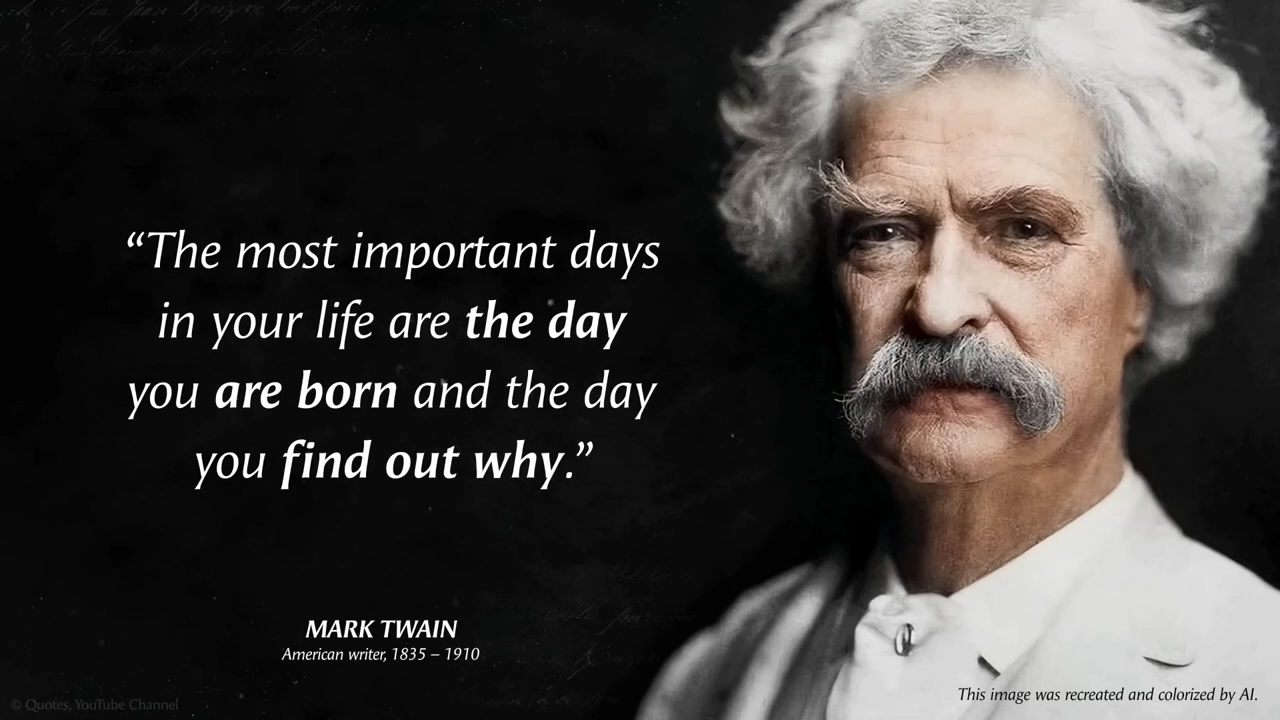 “The most important days
in your life are the day
you are born and the day
you find out why.”
MARK TWAIN
American writer, 1835 – 1910
© Quotes, YouTube Channel
This image was recreated and colorized by AI.